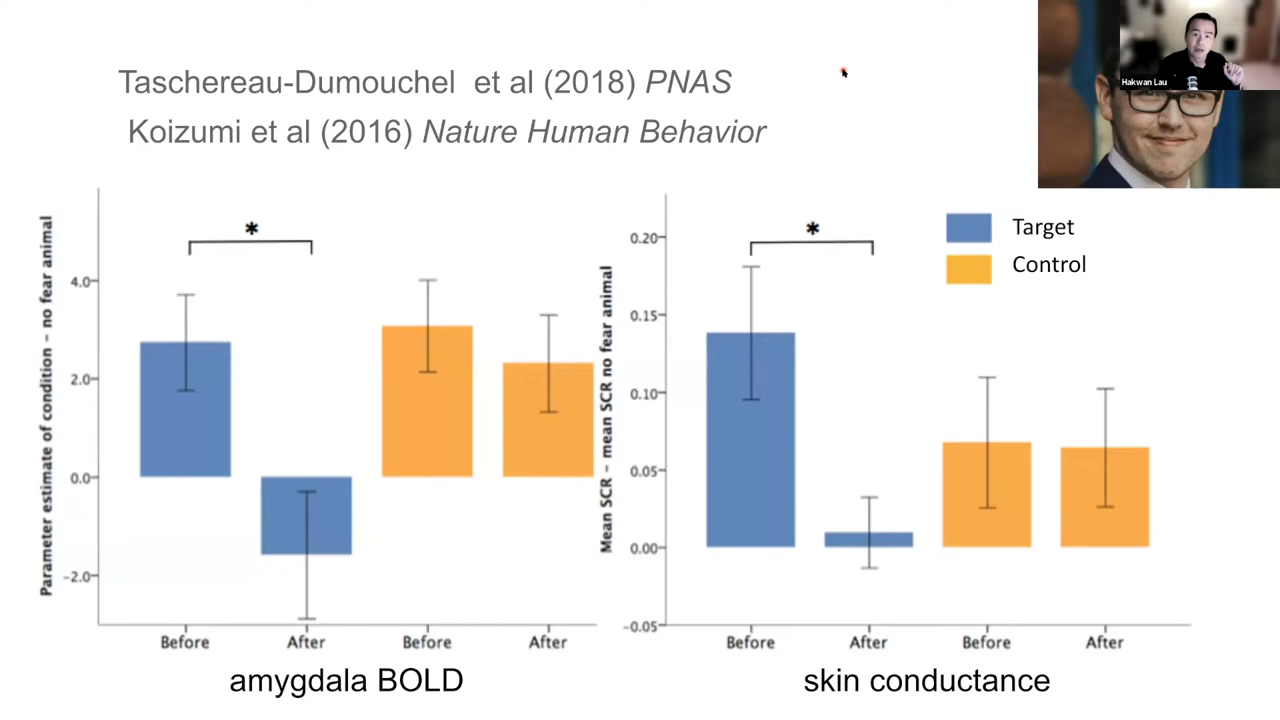 Hakwan Lau
Taschereau-Dumouchel et al (2018) PNAS
Koizumi et al (2016) Nature Human Behavior
Parameter estimate of condition – no fear animal
4.0
2.0
0.0
-2.0
*
Before
After
Before
After
amygdala BOLD
Mean SCR – mean SCR no fear animal
0.20
0.15
0.10
0.05
0.00
-0.05
*
Target
Control
Before
After
Before
After
skin conductance